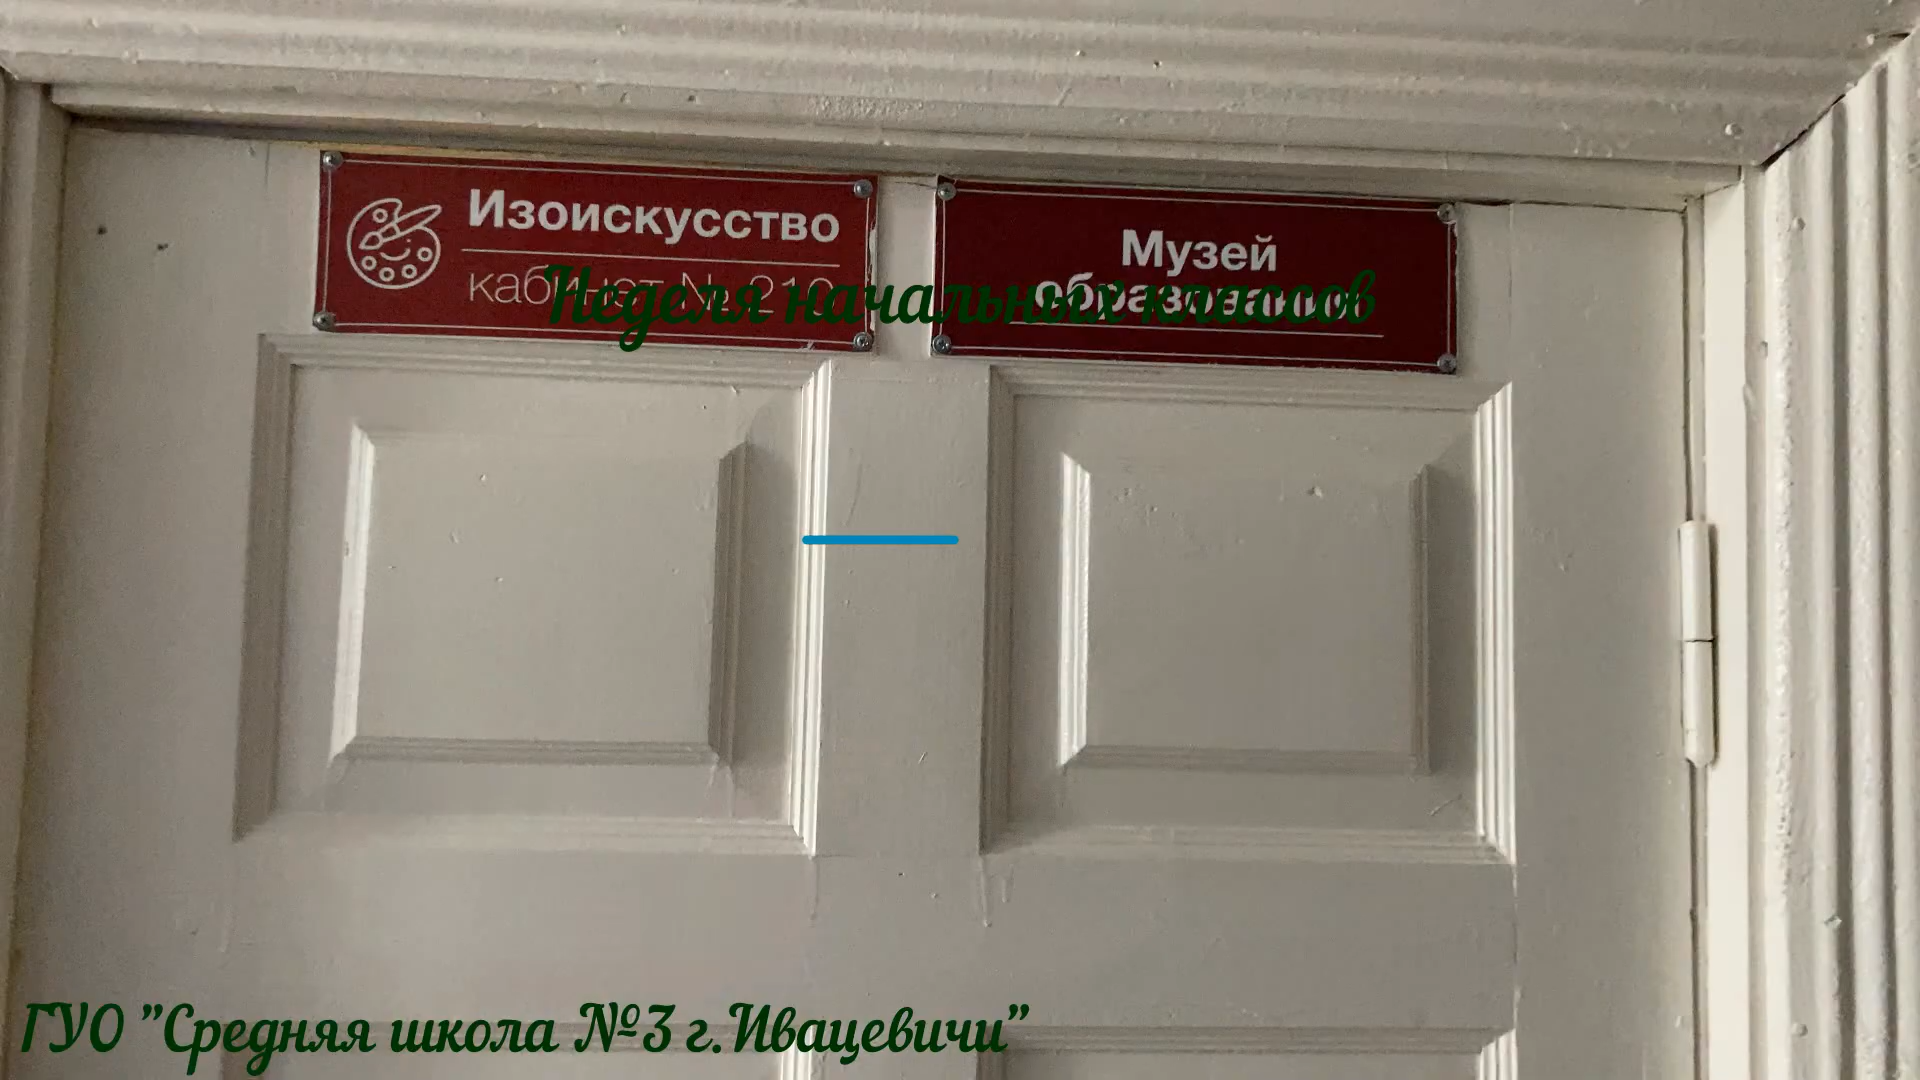 Изоискусство
кабинет № 210
Музей
образования
Неделя начальных классов
ГУО "Средняя школа №3 г.Ивацевичи"